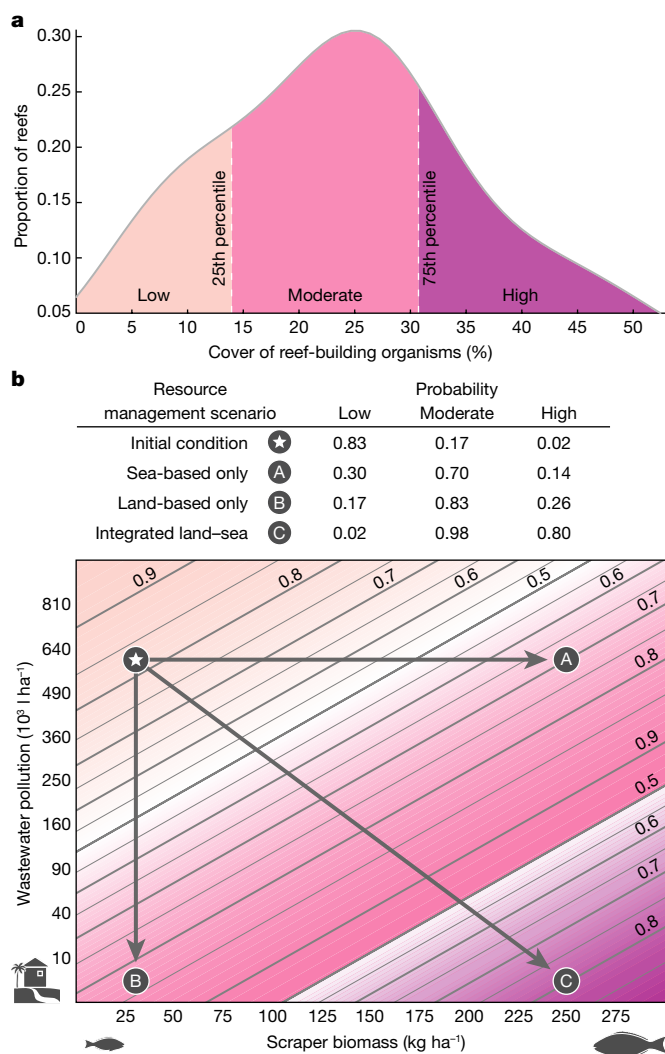 a
0.30
0.25
0.20
0.15
0.10
0.05
Proportion of reefs
25th percentile
75th percentile
Low Moderate High
0 5 10 15 20 25 30 35 40 45 50
Cover of reef-building organisms (%)
b
Resource Probability
management scenario Low Moderate High
Initial condition 0.83 0.17 0.02
Sea-based only A 0.30 0.70 0.14
Land-based only B 0.17 0.83 0.26
Integrated land–sea C 0.02 0.98 0.80
0.9 0.8 0.7 0.6 0.5 0.6
0.7
0.8
0.9
0.5
0.6
0.7
0.8
810
640
490
360
250
160
90
40
10
Wastewater pollution (10³ l ha⁻¹)
A
B
C
25 50 75 100 125 150 175 200 225 250 275
Scraper biomass (kg ha⁻¹)